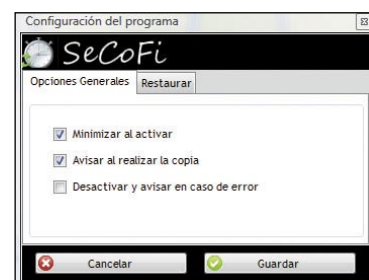 Configuración del programa
SeCoFi
Opciones Generales
Restaurar
Minimizar al activar
Avisar al realizar la copia
Desactivar y avisar en caso de error
Cancelar
Guardar